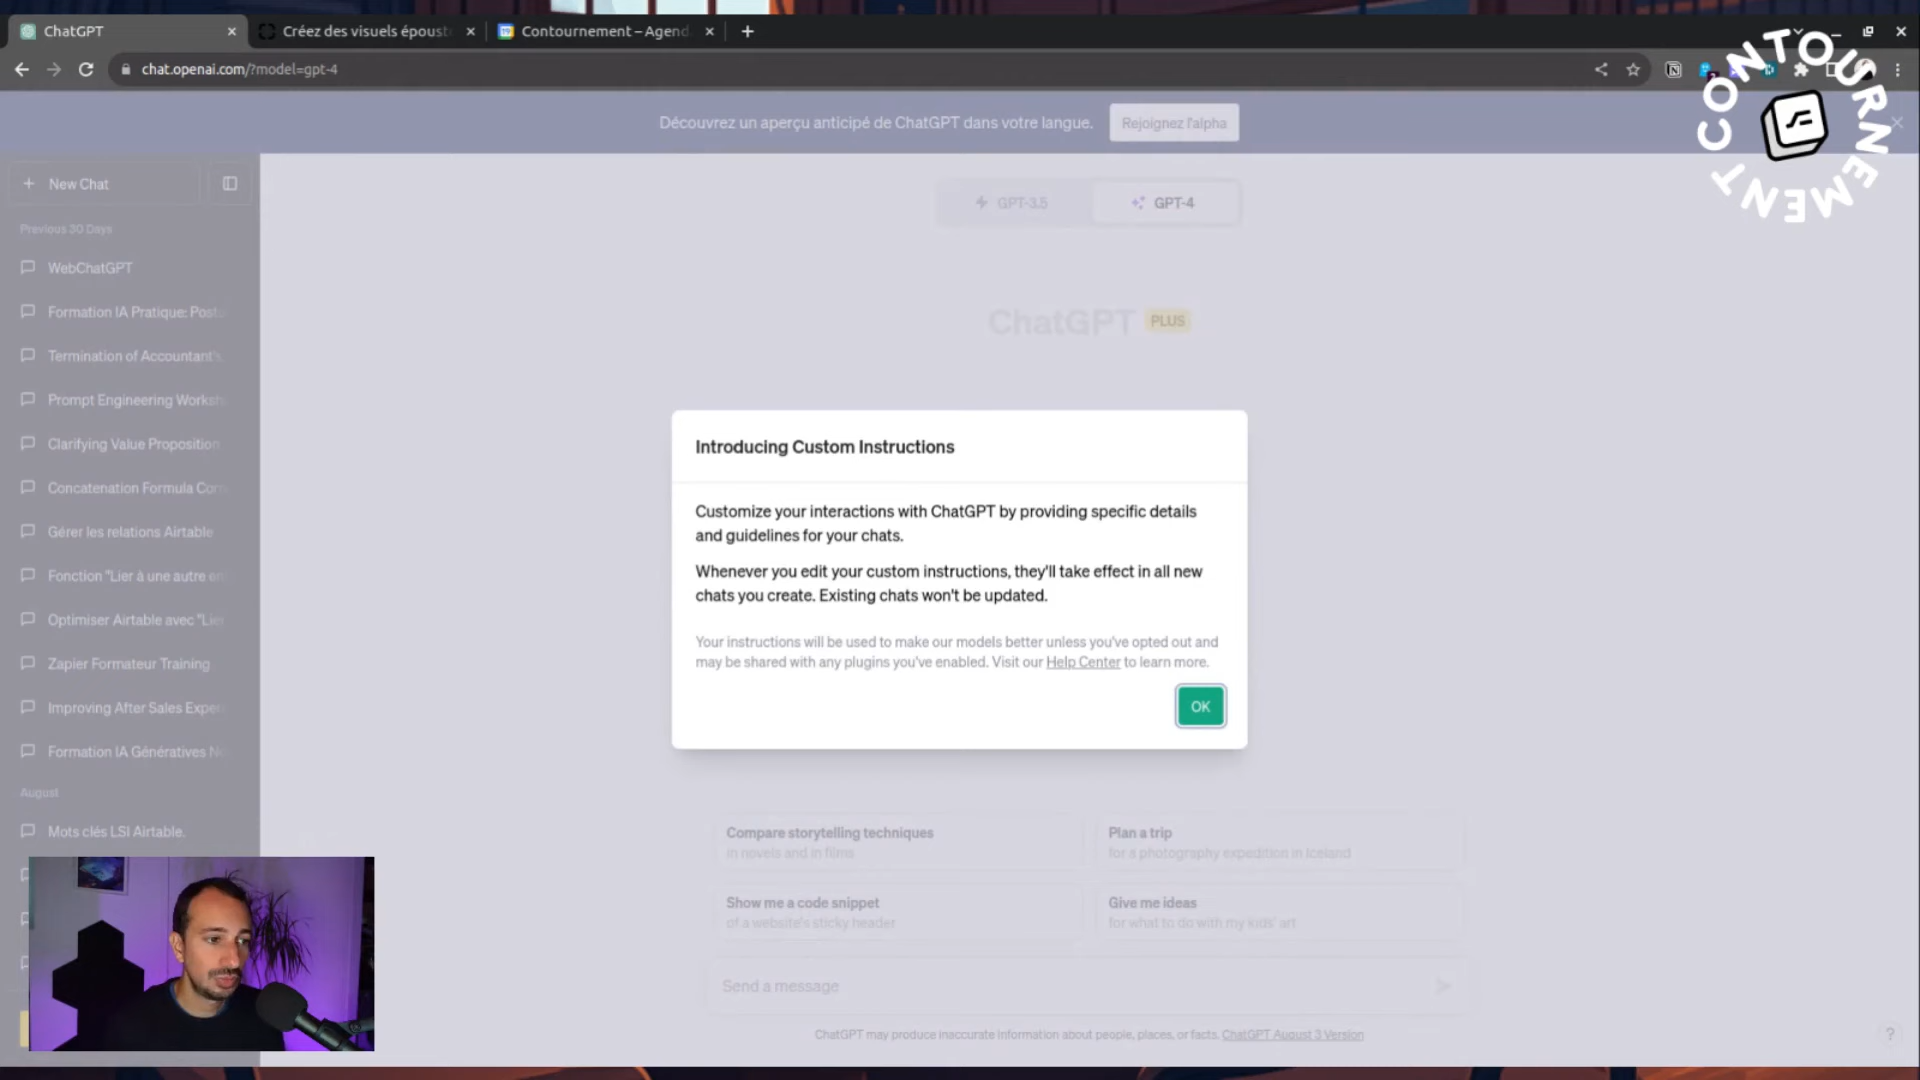 ChatGPT
Créez des visuels époust
Contournement – Agend
chat.openai.com/?model=gpt-4
CONTOURNEMENT
Découvrez un aperçu anticipé de ChatGPT dans votre langue.
Rejoignez l'alpha
New Chat
GPT-3.5
GPT-4
Previous 30 Days
WebChatGPT
Formation IA Pratique: Post
Termination of Accountant's
Prompt Engineering Worksh
Clarifying Value Proposition
Concatenation Formula Com
Gérer les relations Airtable
Fonction "Lier à une autre en
Optimiser Airtable avec "Lie
Zapier Formateur Training
Improving After Sales Exper
Formation IA Génératives No
August
Mots clés LSI Airtable.
ChatGPT PLUS
Introducing Custom Instructions
Customize your interactions with ChatGPT by providing specific details
and guidelines for your chats.
Whenever you edit your custom instructions, they'll take effect in all new
chats you create. Existing chats won't be updated.
Your instructions will be used to make our models better unless you've opted out and
may be shared with any plugins you've enabled. Visit our Help Center to learn more.
OK
Compare storytelling techniques
in novels and in films
Plan a trip
for a photography expedition in Iceland
Show me a code snippet
of a website's sticky header
Give me ideas
for what to do with my kids' art
Send a message
ChatGPT may produce inaccurate information about people, places, or facts. ChatGPT August 3 Version
?